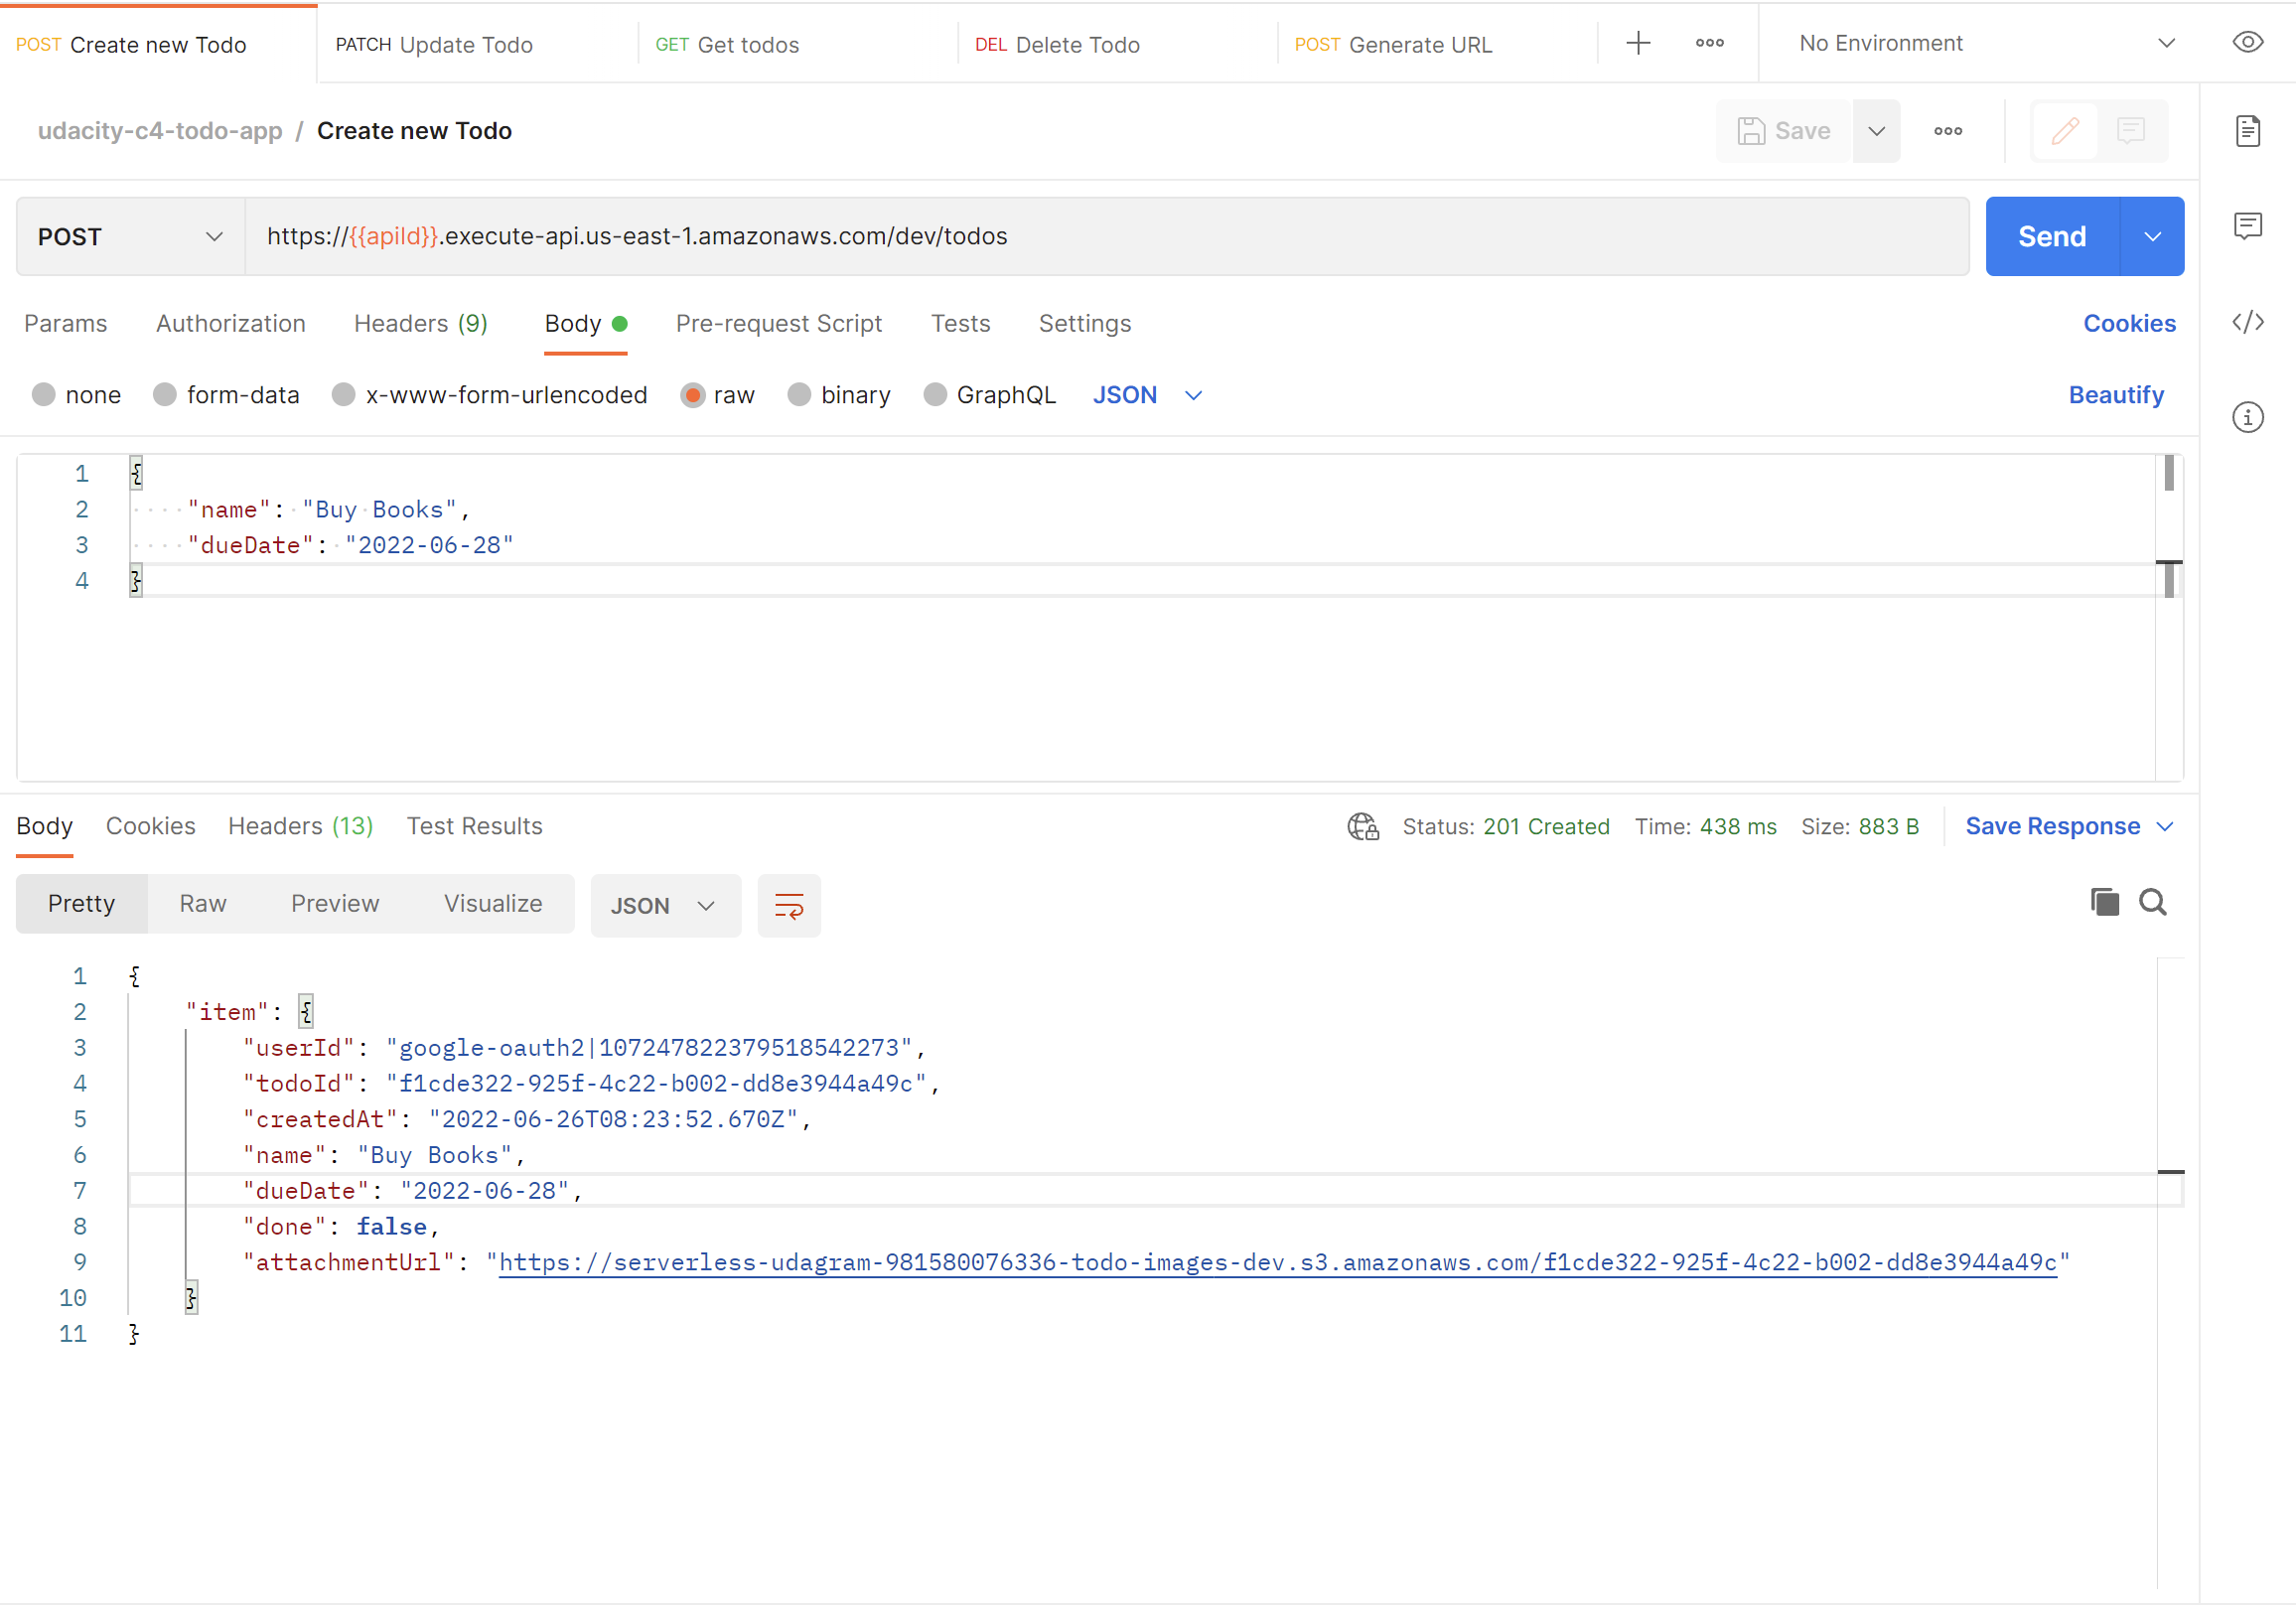 POST Create new Todo PATCH Update Todo GET Get todos DEL Delete Todo POST Generate URL No Environment
udacity-c4-todo-app / Create new Todo Save
POST https://{{apiId}}.execute-api.us-east-1.amazonaws.com/dev/todos Send
Params Authorization Headers (9) Body Pre-request Script Tests Settings Cookies
none form-data x-www-form-urlencoded raw binary GraphQL JSON Beautify
1 {
2 "name": "Buy Books",
3 "dueDate": "2022-06-28"
4 }
Body Cookies Headers (13) Test Results Status: 201 Created Time: 438 ms Size: 883 B Save Response
Pretty Raw Preview Visualize JSON
1 {
2 "item": {
3 "userId": "google-oauth2|107247822379518542273",
4 "todoId": "f1cde322-925f-4c22-b002-dd8e3944a49c",
5 "createdAt": "2022-06-26T08:23:52.670Z",
6 "name": "Buy Books",
7 "dueDate": "2022-06-28",
8 "done": false,
9 "attachmentUrl": "https://serverless-udagram-981580076336-todo-images-dev.s3.amazonaws.com/f1cde322-925f-4c22-b002-dd8e3944a49c"
10 }
11 }